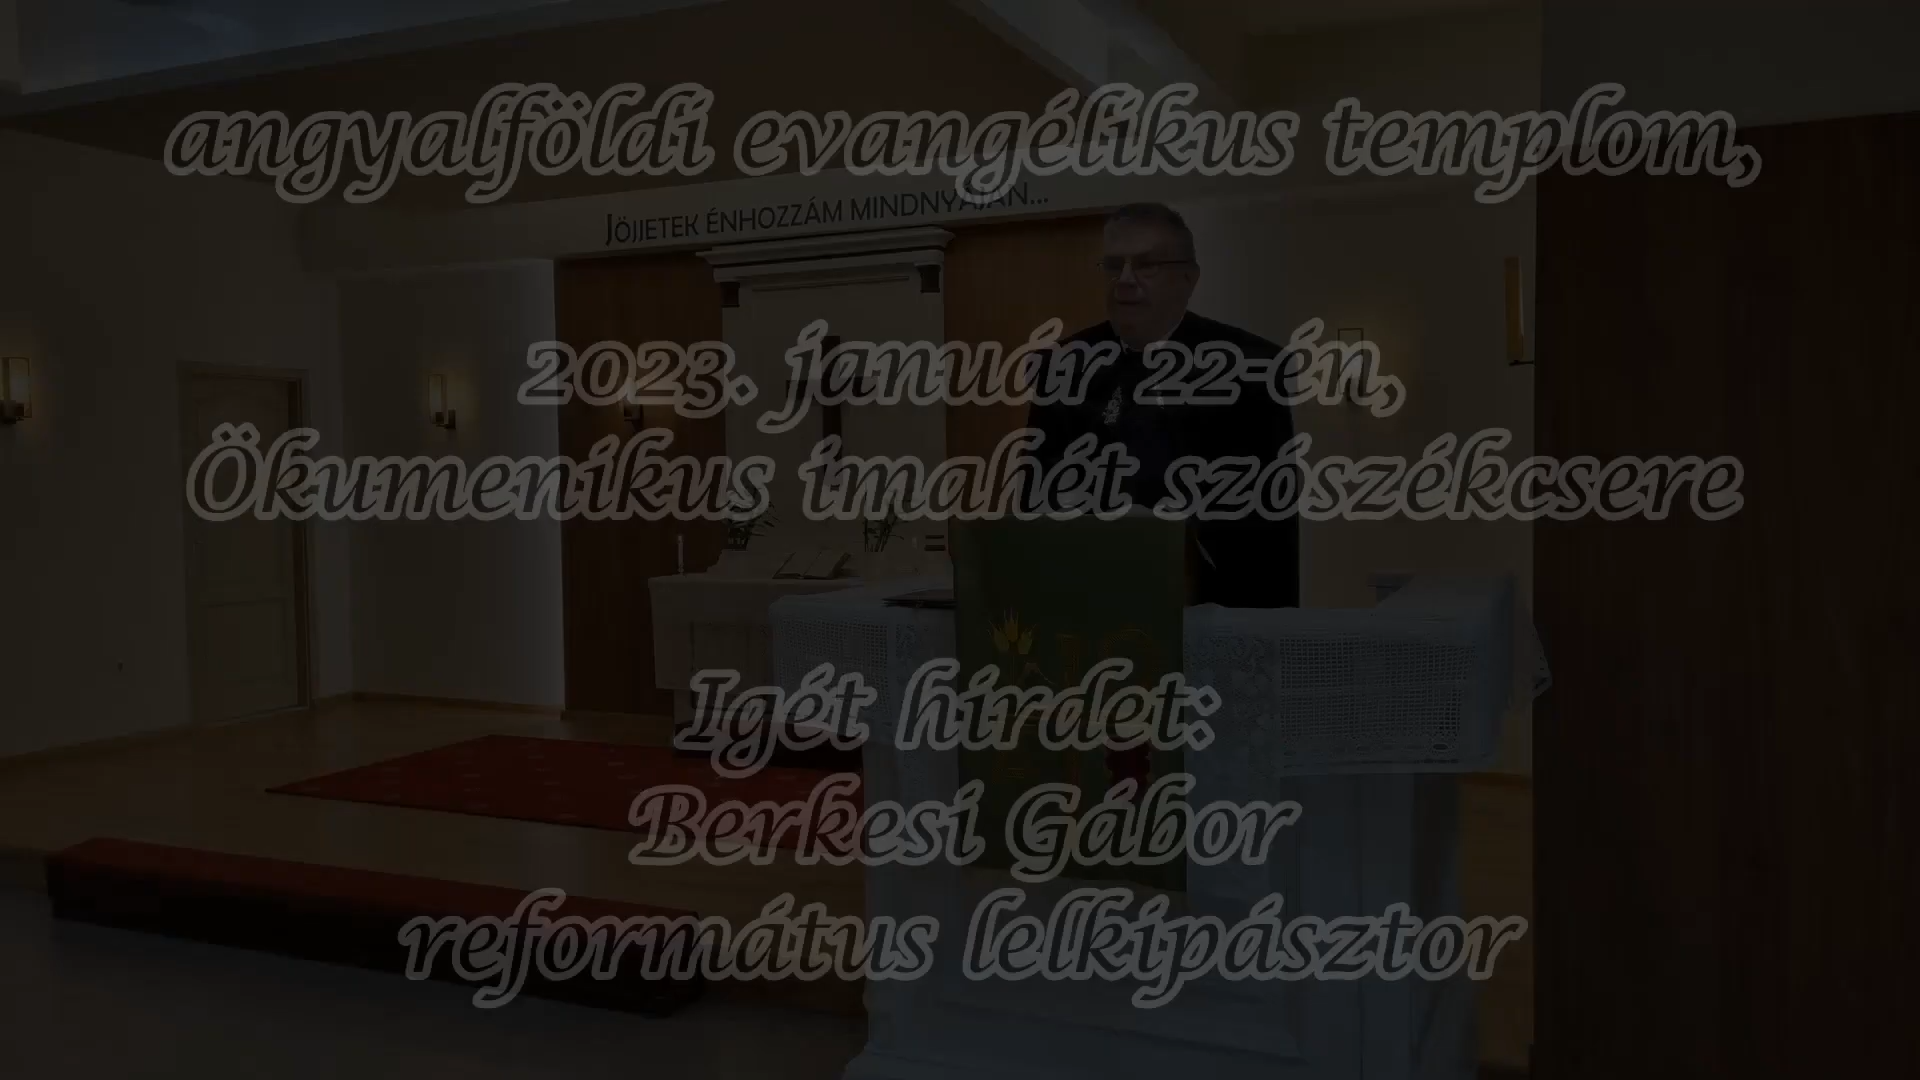 angyalföldi evangélikus templom,
JÖJJETEK ÉNHOZZÁM MINDNYÁJAN...
2023. január 22-én,
Ökumenikus imahét szószékcsere
Igét hirdet:
Berkesi Gábor
református lelkipásztor